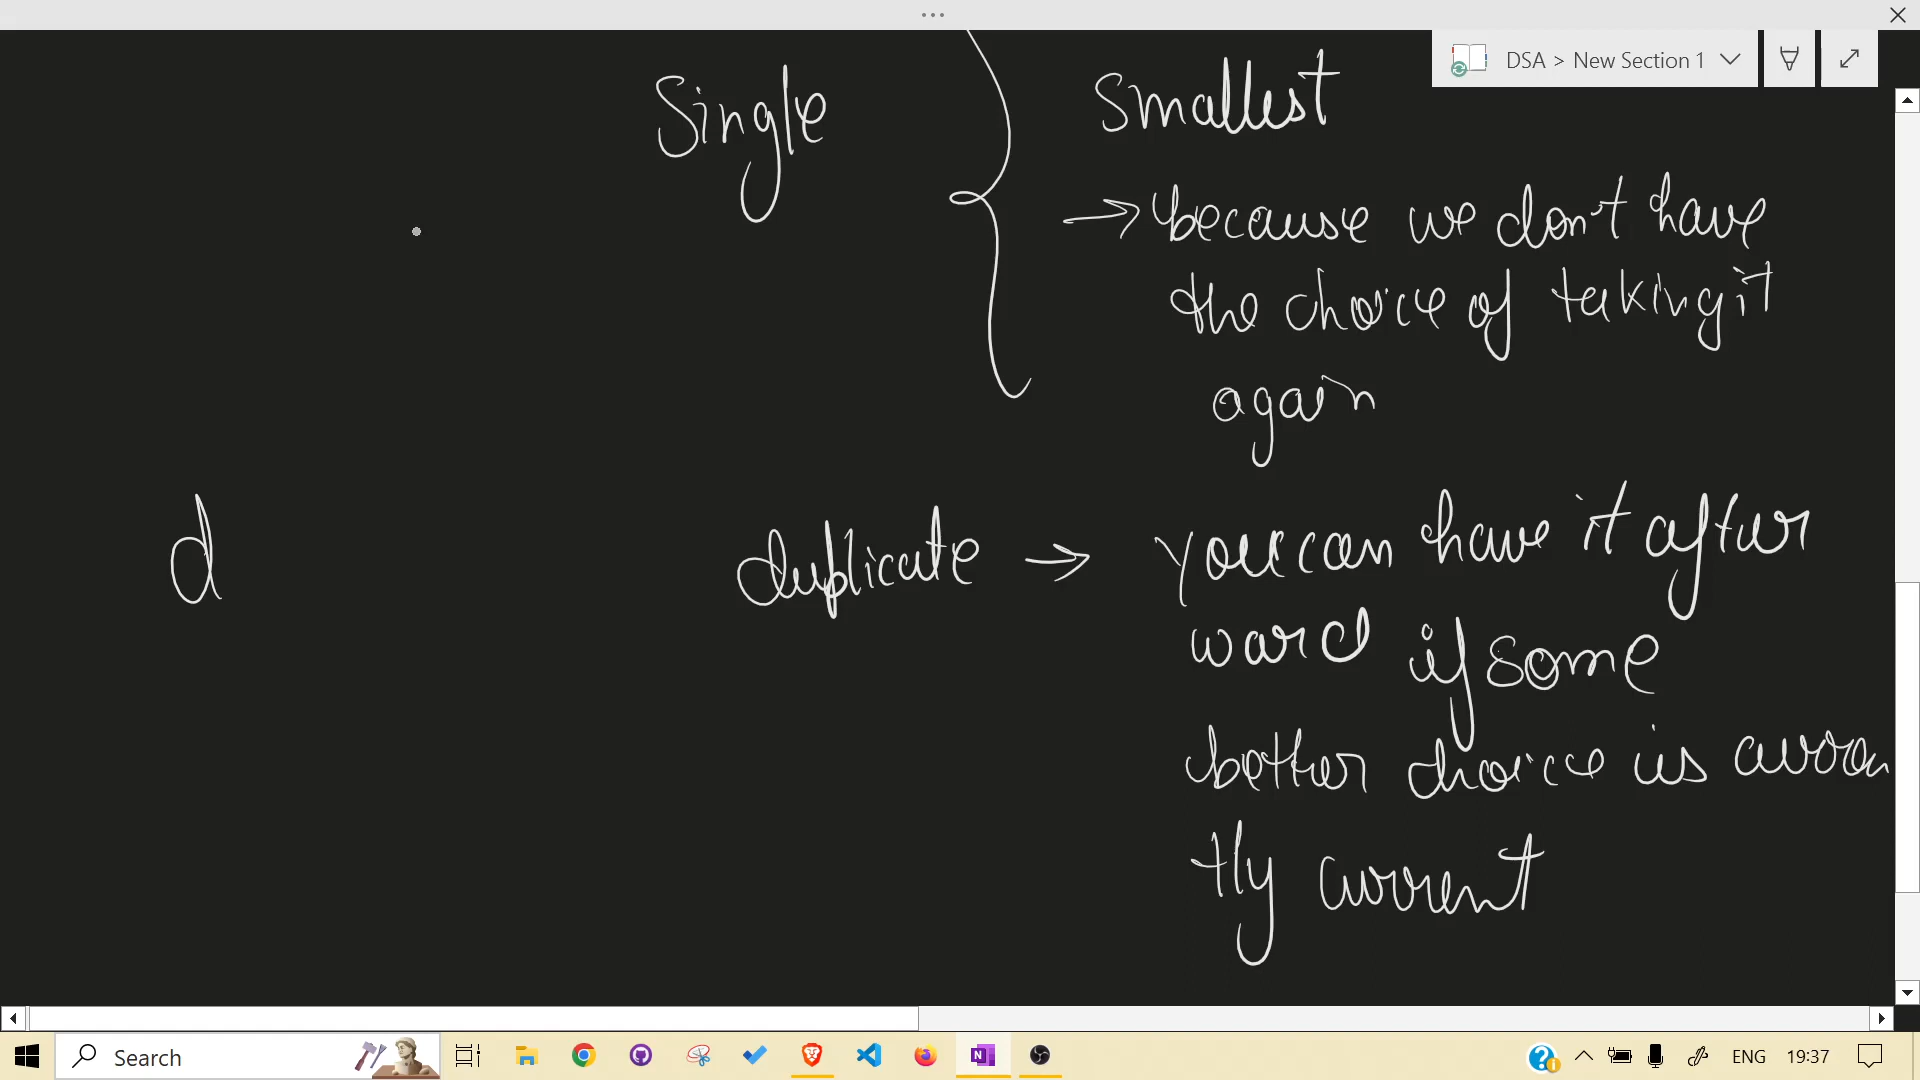 DSA > New Section 1
Single
Smallest
→ because we don't have
the choice of taking it
again
d
duplicate → you can have it after
ward if some
better choice is curren
tly current
Search
ENG
19:37